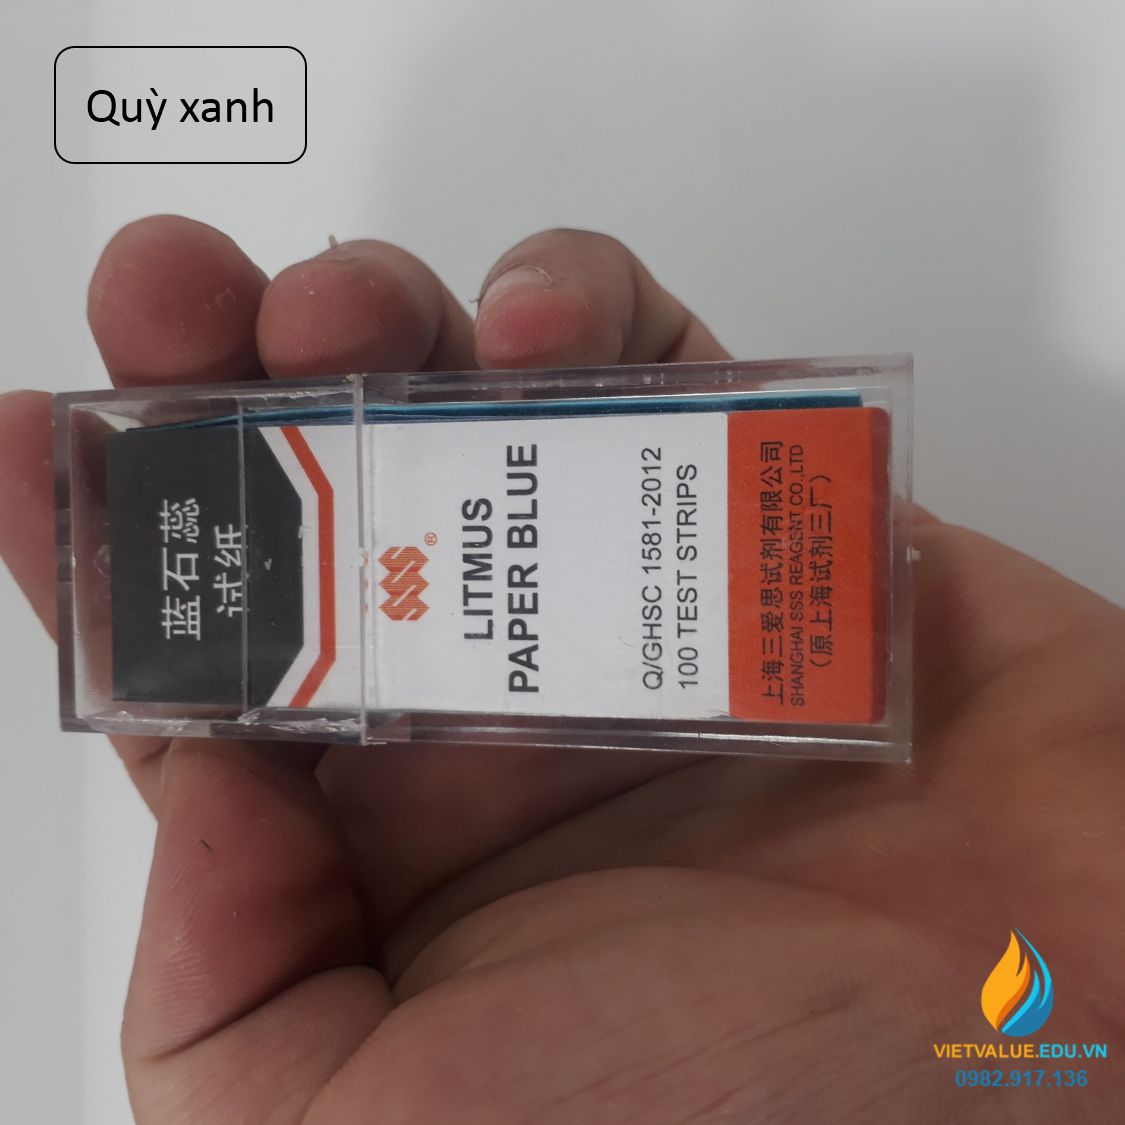 Quỳ xanh
蓝石蕊
试纸
SSS®
LITMUS
PAPER BLUE
Q/GHSC 1581-2012
100 TEST STRIPS
上海三爱思试剂有限公司
SHANGHAI SSS REAGENT CO.,LTD
（原上海试剂三厂）
VIETVALUE.EDU.VN
0982.917.136